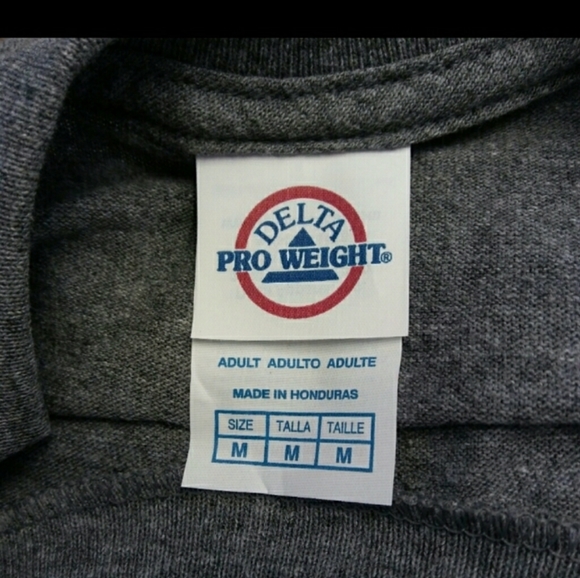 DELTA
PRO WEIGHT®
ADULT ADULTO ADULTE
MADE IN HONDURAS
SIZE TALLA TAILLE
M M M